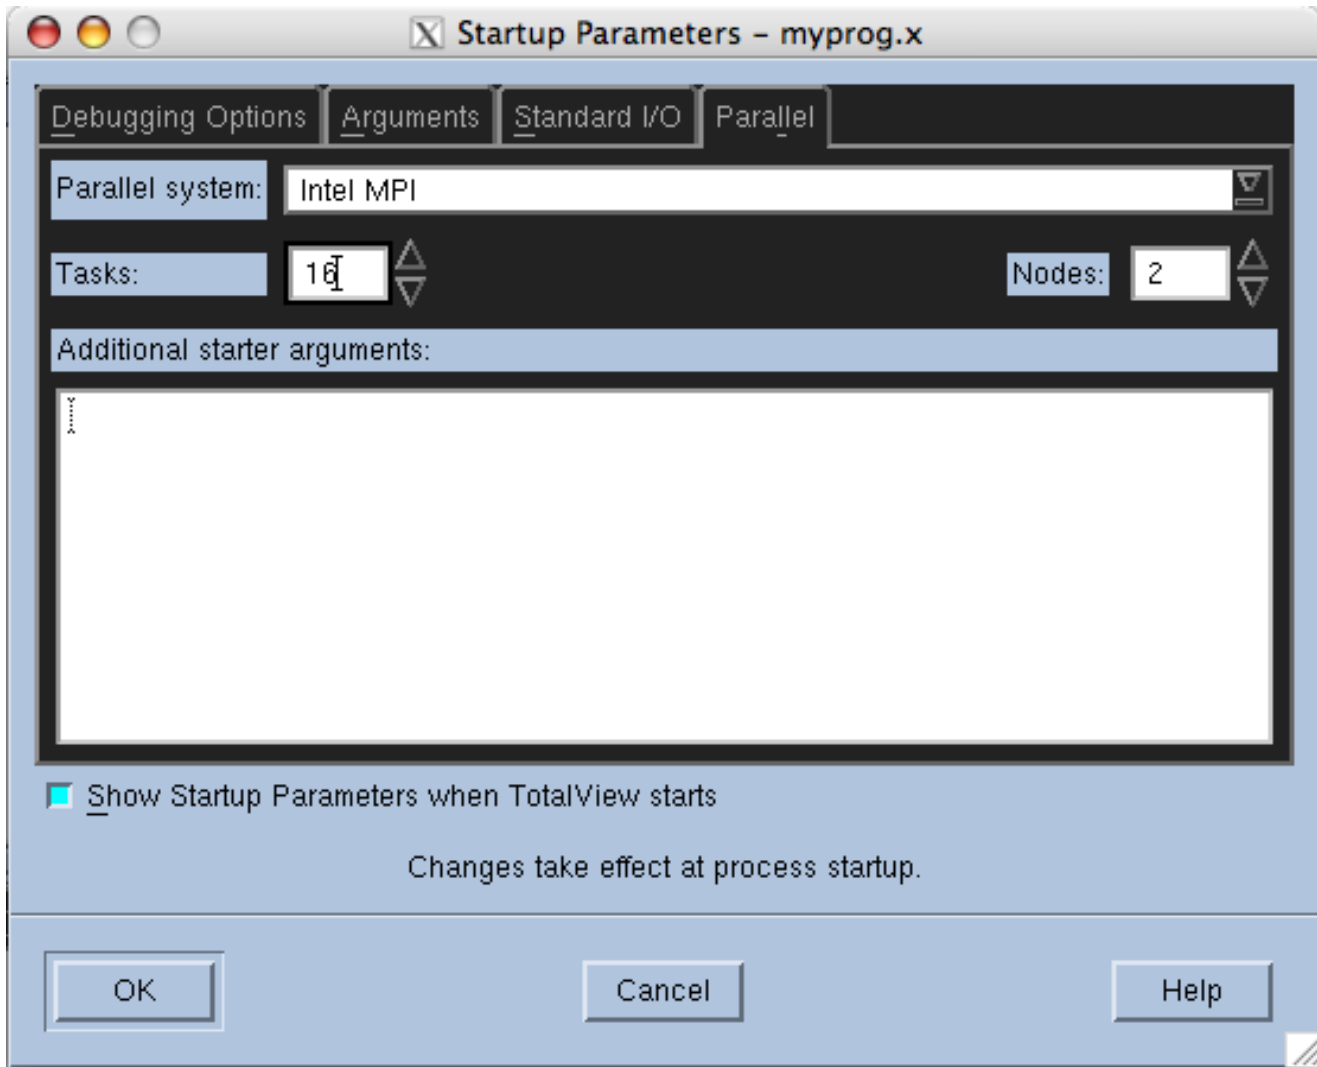 X Startup Parameters – myprog.x
Debugging Options Arguments Standard I/O Parallel
Parallel system: Intel MPI
Tasks: 16 Nodes: 2
Additional starter arguments:
Show Startup Parameters when TotalView starts
Changes take effect at process startup.
OK Cancel Help